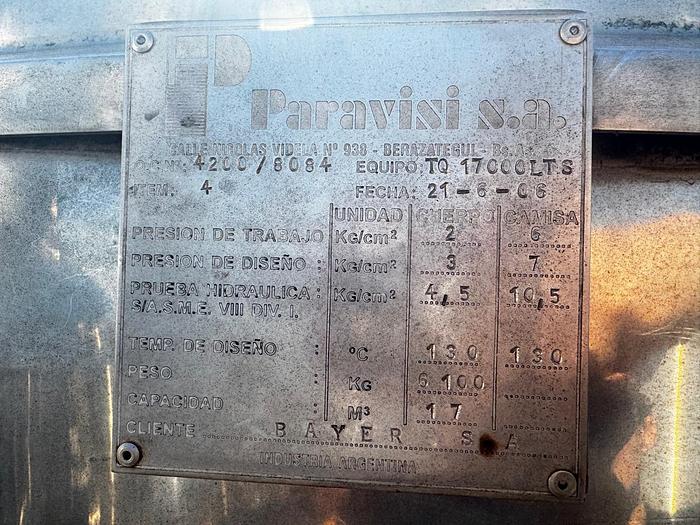 P
Paravisi s.a.
CALLE NICOLAS VIDELA Nº 938 - BERAZATEGUI - Bs.As.
O.C.Nº: 4200/8084 EQUIPO: TQ 17000LTS
ITEM: 4 FECHA: 21-6-06
UNIDAD CUERPO CAMISA
PRESION DE TRABAJO Kg/cm² 2 6
PRESION DE DISEÑO: Kg/cm² 3 7
PRUEBA HIDRAULICA: Kg/cm² 4,5 10,5
S/A.S.M.E. VIII DIV. I.
TEMP. DE DISEÑO : ºC 130 130
PESO : Kg 6100
CAPACIDAD : M³ 17
CLIENTE BAYER S A
INDUSTRIA ARGENTINA